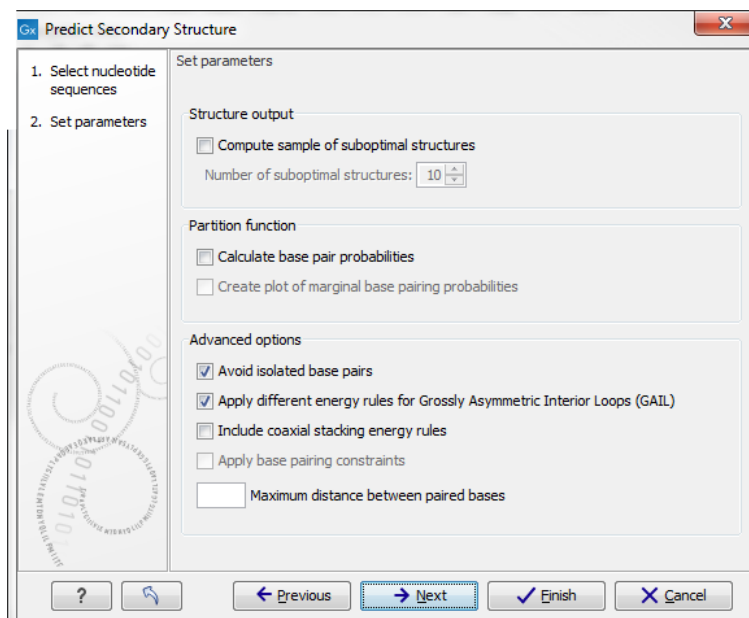 Gx Predict Secondary Structure
1. Select nucleotide
sequences
2. Set parameters
Set parameters
Structure output
Compute sample of suboptimal structures
Number of suboptimal structures: 10
Partition function
Calculate base pair probabilities
Create plot of marginal base pairing probabilities
Advanced options
Avoid isolated base pairs
Apply different energy rules for Grossly Asymmetric Interior Loops (GAIL)
Include coaxial stacking energy rules
Apply base pairing constraints
Maximum distance between paired bases
? Previous Next Finish Cancel